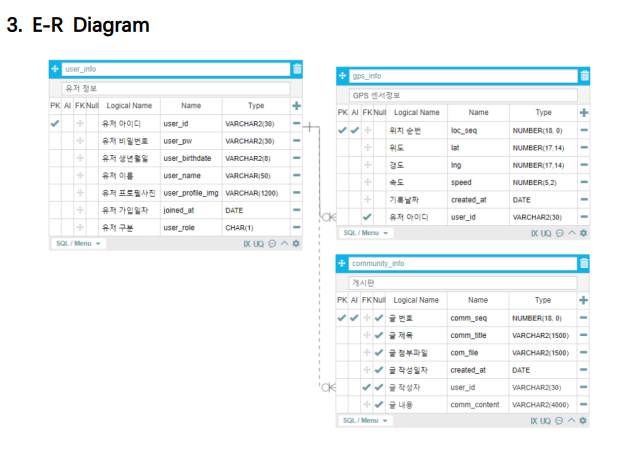 3. E-R Diagram
user_info
유저 정보
PK AI FK Null Logical Name Name Type
유저 아이디 user_id VARCHAR2(30)
유저 비밀번호 user_pw VARCHAR2(30)
유저 생년월일 user_birthdate VARCHAR2(8)
유저 이름 user_name VARCHAR(50)
유저 프로필사진 user_profile_img VARCHAR(1200)
유저 가입일자 joined_at DATE
유저 구분 user_role CHAR(1)
SQL / Menu IX UQ
gps_info
GPS 센서정보
PK AI FK Null Logical Name Name Type
위치 순번 loc_seq NUMBER(18, 0)
위도 lat NUMBER(17,14)
경도 lng NUMBER(17,14)
속도 speed NUMBER(5,2)
기록날짜 created_at DATE
유저 아이디 user_id VARCHAR2(30)
SQL / Menu IX UQ
community_info
게시판
PK AI FK Null Logical Name Name Type
글 번호 comm_seq NUMBER(18, 0)
글 제목 comm_title VARCHAR2(1500)
글 첨부파일 com_file VARCHAR2(1500)
글 작성일자 created_at DATE
글 작성자 user_id VARCHAR2(30)
글 내용 comm_content VARCHAR2(4000)
SQL / Menu IX UQ